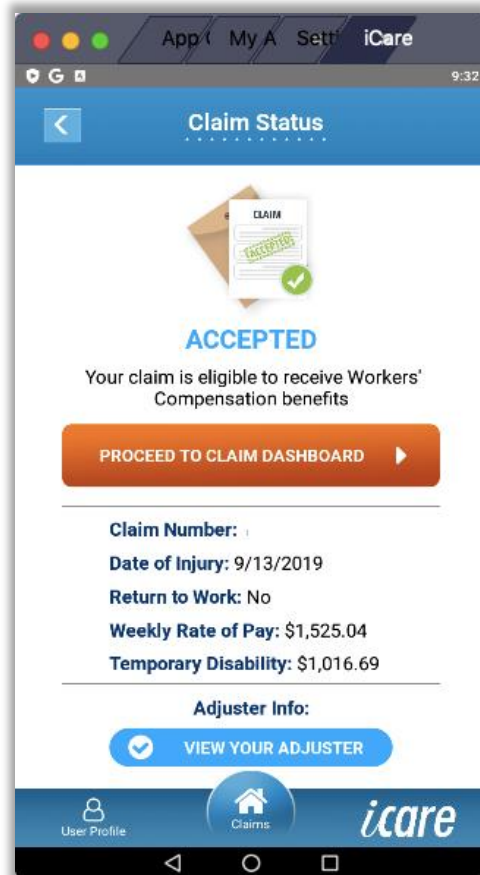 App ( My A Setti iCare
G A 9:32
Claim Status
CLAIM
ACCEPTED
ACCEPTED
Your claim is eligible to receive Workers'
Compensation benefits
PROCEED TO CLAIM DASHBOARD
Claim Number:
Date of Injury: 9/13/2019
Return to Work: No
Weekly Rate of Pay: $1,525.04
Temporary Disability: $1,016.69
Adjuster Info:
VIEW YOUR ADJUSTER
User Profile Claims icare